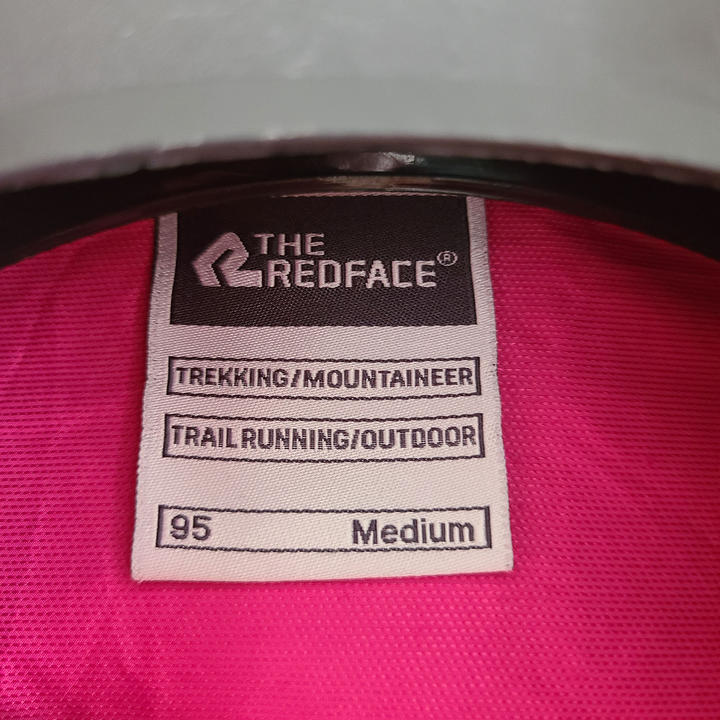 THE
REDFACE®
TREKKING/MOUNTAINEER
TRAIL RUNNING/OUTDOOR
95 Medium